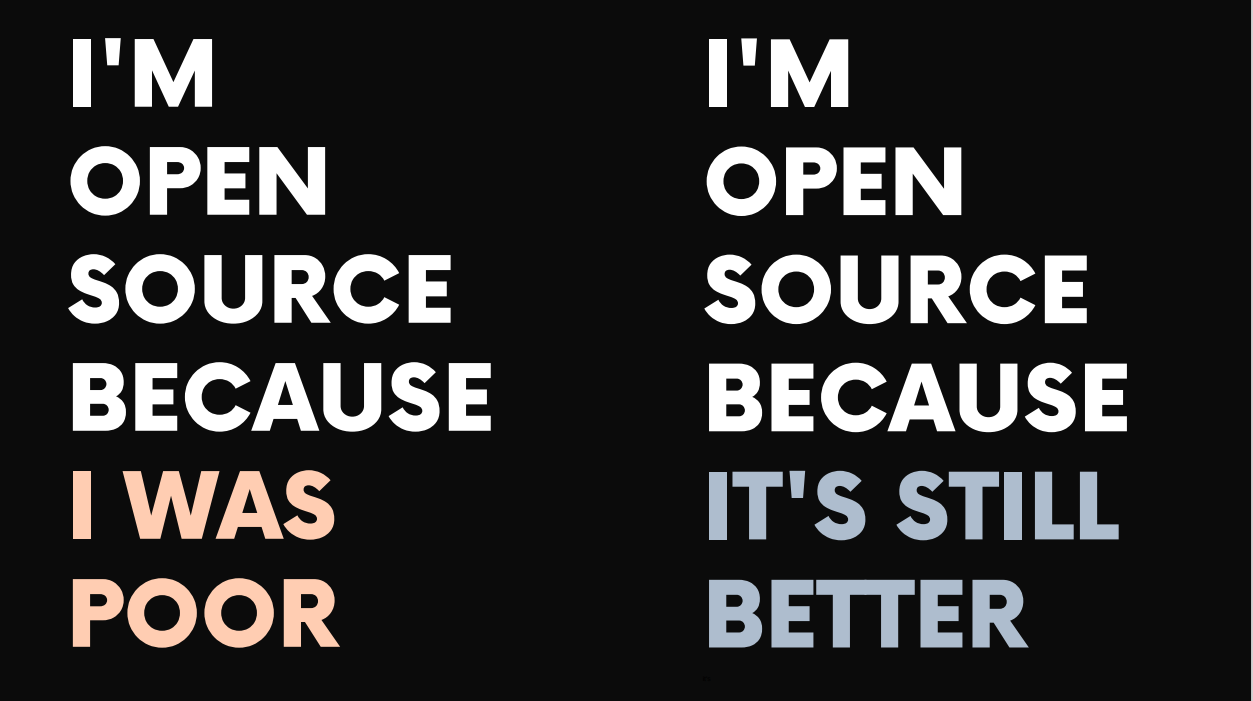 I'M
OPEN
SOURCE
BECAUSE
I WAS
POOR
I'M
OPEN
SOURCE
BECAUSE
IT'S STILL
BETTER